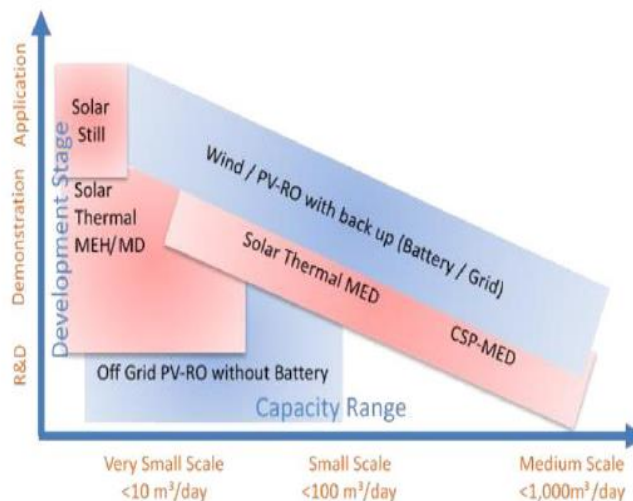 Application
Demonstration
R&D
Development Stage
Solar
Still
Solar
Thermal
MEH/MD
Wind / PV-RO with back up (Battery / Grid)
Solar Thermal MED
CSP-MED
Off Grid PV-RO without Battery
Capacity Range
Very Small Scale
<10 m³/day
Small Scale
<100 m³/day
Medium Scale
<1,000m³/day